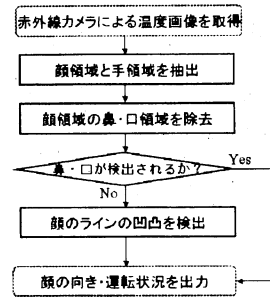 赤外線カメラによる温度画像を取得
顔領域と手領域を抽出
顔領域の鼻・口領域を除去
鼻・口が検出されるか？
Yes
No
顔のラインの凹凸を検出
顔の向き・運転状況を出力